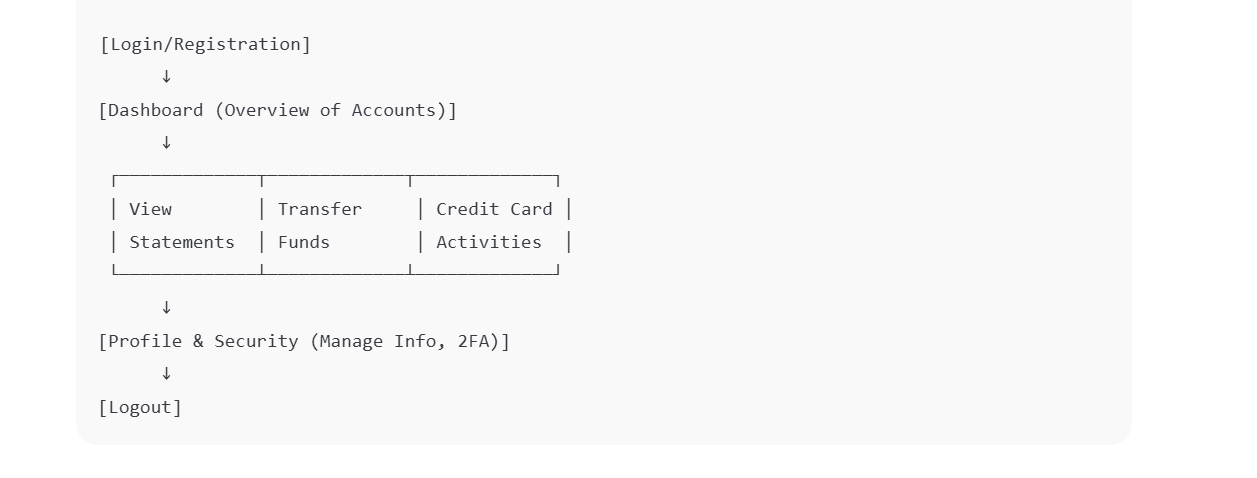 [Login/Registration]
↓
[Dashboard (Overview of Accounts)]
↓
┌─────────────┬─────────────┬─────────────┐
│ View        │ Transfer     │ Credit Card │
│ Statements  │ Funds        │ Activities  │
└─────────────┴─────────────┴─────────────┘
↓
[Profile & Security (Manage Info, 2FA)]
↓
[Logout]